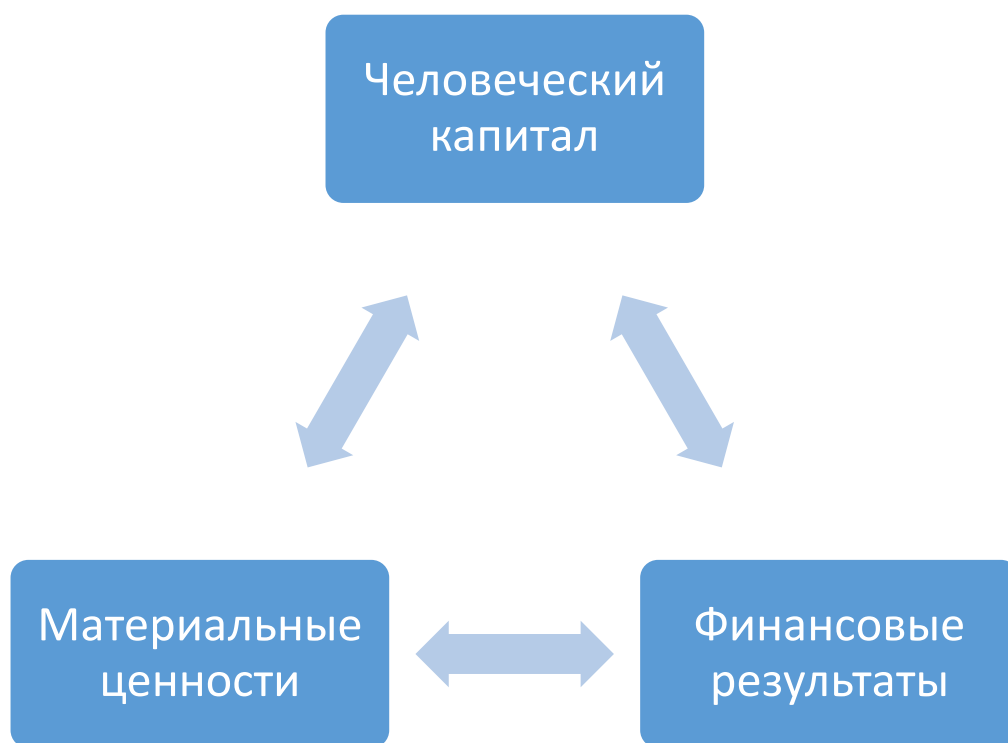 Человеческий
капитал
Материальные
ценности
Финансовые
результаты